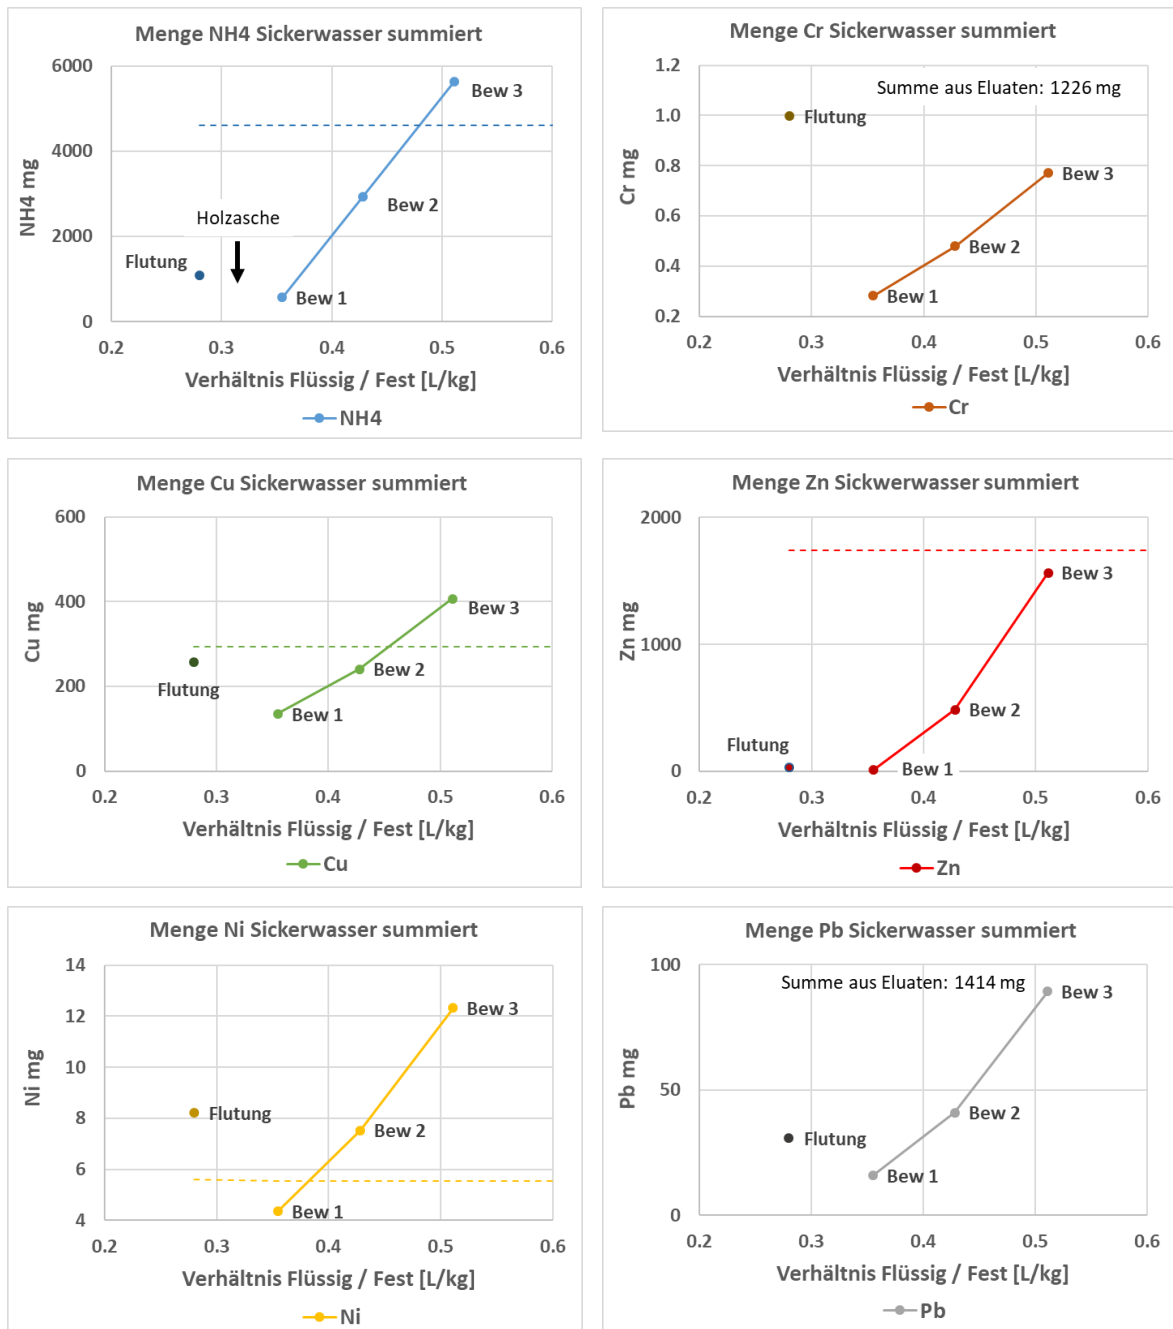 Menge NH4 Sickerwasser summiert
6000
4000
2000
0
NH4 mg
Bew 3
Bew 2
Holzasche
Flutung
Bew 1
0.2 0.3 0.4 0.5 0.6
Verhältnis Flüssig / Fest [L/kg]
NH4
Menge Cr Sickerwasser summiert
1.2
1.0
0.8
0.6
0.4
0.2
Cr mg
Summe aus Eluaten: 1226 mg
Flutung
Bew 3
Bew 2
Bew 1
0.2 0.3 0.4 0.5 0.6
Verhältnis Flüssig / Fest [L/kg]
Cr
Menge Cu Sickerwasser summiert
600
400
200
0
Cu mg
Bew 3
Bew 2
Flutung
Bew 1
0.2 0.3 0.4 0.5 0.6
Verhältnis Flüssig / Fest [L/kg]
Cu
Menge Zn Sickwerwasser summiert
2000
1000
0
Zn mg
Bew 3
Bew 2
Flutung
Bew 1
0.2 0.3 0.4 0.5 0.6
Verhältnis Flüssig / Fest [L/kg]
Zn
Menge Ni Sickerwasser summiert
14
12
10
8
6
4
Ni mg
Bew 3
Flutung
Bew 2
Bew 1
0.2 0.3 0.4 0.5 0.6
Verhältnis Flüssig / Fest [L/kg]
Ni
Menge Pb Sickerwasser summiert
100
50
0
Pb mg
Summe aus Eluaten: 1414 mg
Bew 3
Bew 2
Flutung
Bew 1
0.2 0.3 0.4 0.5 0.6
Verhältnis Flüssig / Fest [L/kg]
Pb